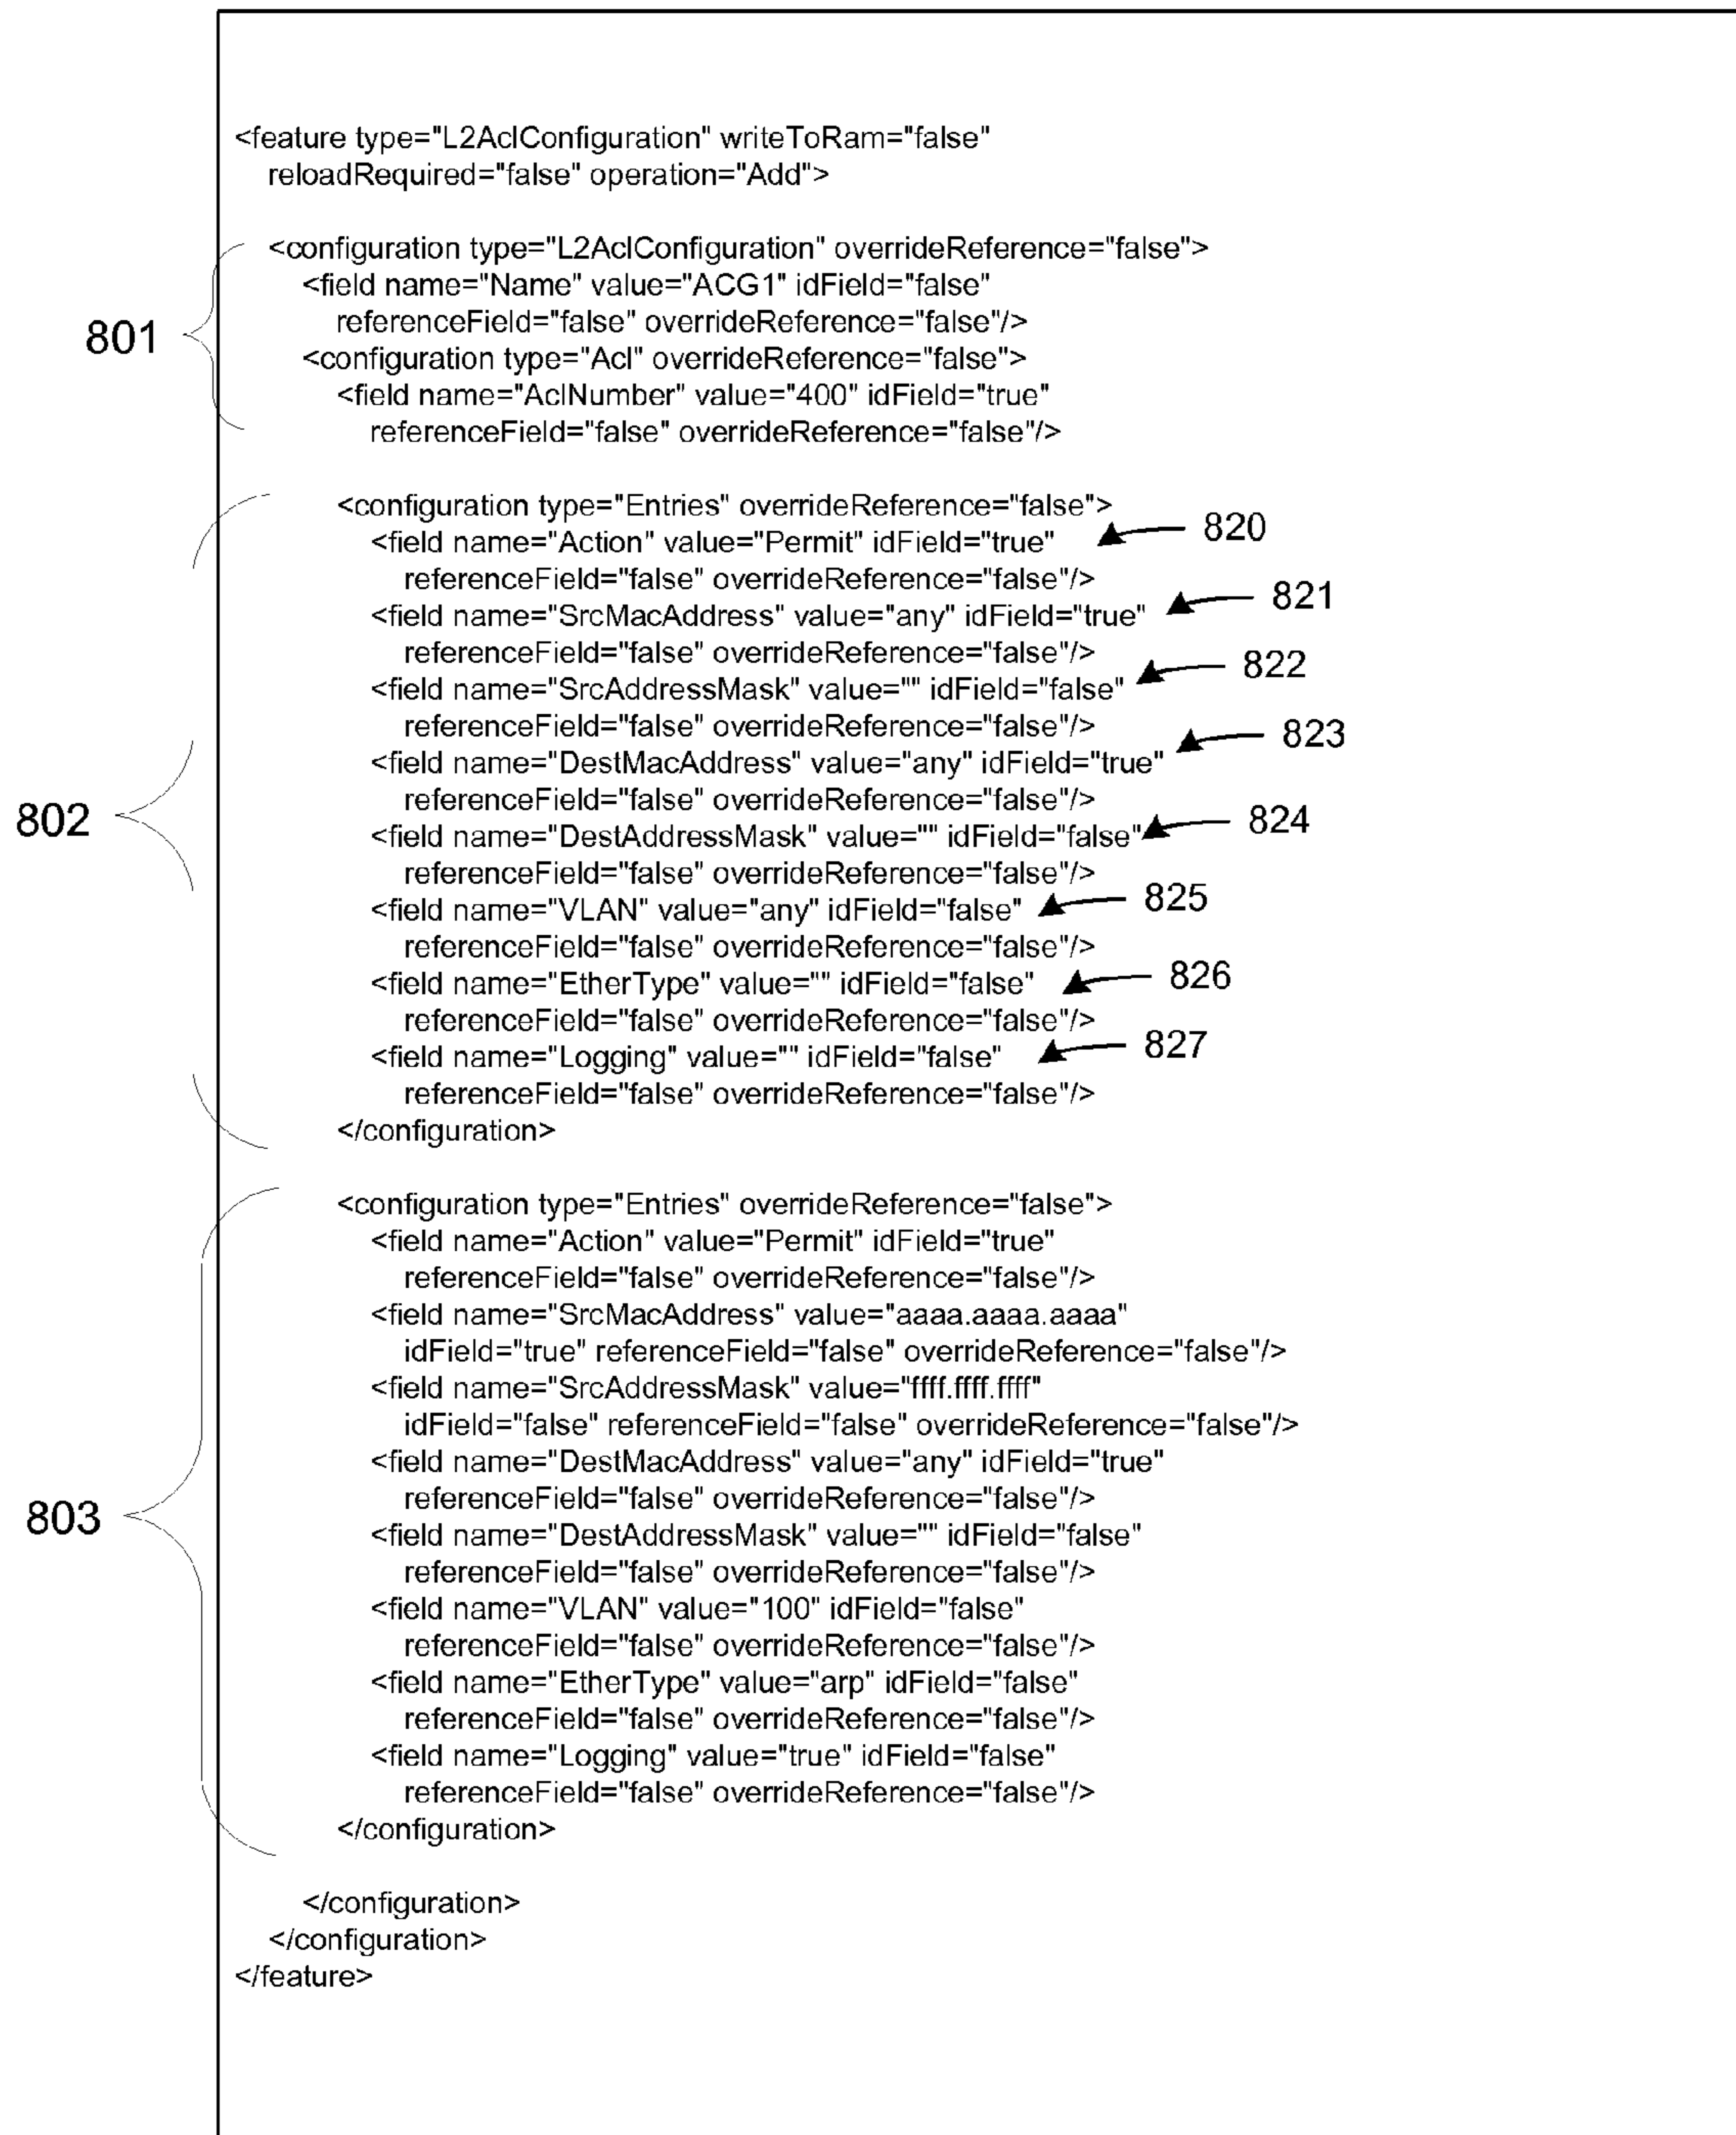 <feature type="L2AclConfiguration" writeToRam="false"
reloadRequired="false" operation="Add">
801
<configuration type="L2AclConfiguration" overrideReference="false">
<field name="Name" value="ACG1" idField="false"
referenceField="false" overrideReference="false"/>
<configuration type="Acl" overrideReference="false">
<field name="AclNumber" value="400" idField="true"
referenceField="false" overrideReference="false"/>
802
<configuration type="Entries" overrideReference="false">
<field name="Action" value="Permit" idField="true" 820
referenceField="false" overrideReference="false"/>
<field name="SrcMacAddress" value="any" idField="true" 821
referenceField="false" overrideReference="false"/>
<field name="SrcAddressMask" value="" idField="false" 822
referenceField="false" overrideReference="false"/>
<field name="DestMacAddress" value="any" idField="true" 823
referenceField="false" overrideReference="false"/>
<field name="DestAddressMask" value="" idField="false" 824
referenceField="false" overrideReference="false"/>
<field name="VLAN" value="any" idField="false" 825
referenceField="false" overrideReference="false"/>
<field name="EtherType" value="" idField="false" 826
referenceField="false" overrideReference="false"/>
<field name="Logging" value="" idField="false" 827
referenceField="false" overrideReference="false"/>
</configuration>
803
<configuration type="Entries" overrideReference="false">
<field name="Action" value="Permit" idField="true"
referenceField="false" overrideReference="false"/>
<field name="SrcMacAddress" value="aaaa.aaaa.aaaa"
idField="true" referenceField="false" overrideReference="false"/>
<field name="SrcAddressMask" value="ffff.ffff.ffff"
idField="false" referenceField="false" overrideReference="false"/>
<field name="DestMacAddress" value="any" idField="true"
referenceField="false" overrideReference="false"/>
<field name="DestAddressMask" value="" idField="false"
referenceField="false" overrideReference="false"/>
<field name="VLAN" value="100" idField="false"
referenceField="false" overrideReference="false"/>
<field name="EtherType" value="arp" idField="false"
referenceField="false" overrideReference="false"/>
<field name="Logging" value="true" idField="false"
referenceField="false" overrideReference="false"/>
</configuration>
</configuration>
</configuration>
</feature>